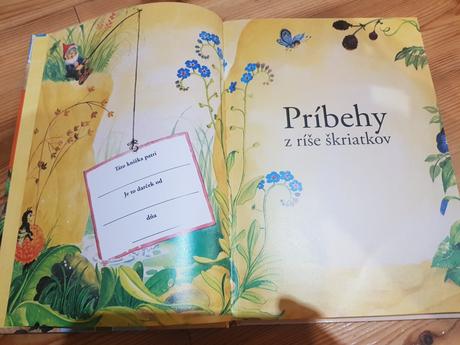 Táto knižka patrí
Je to darček od
dňa
Príbehy
z ríše škriatkov